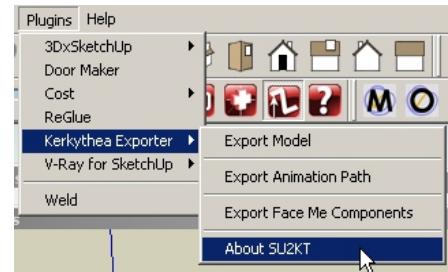 Plugins Help
3DxSketchUp
Door Maker
Cost
ReGlue
Kerkythea Exporter
V-Ray for SketchUp
Weld
Export Model
Export Animation Path
Export Face Me Components
About SU2KT
?
M O